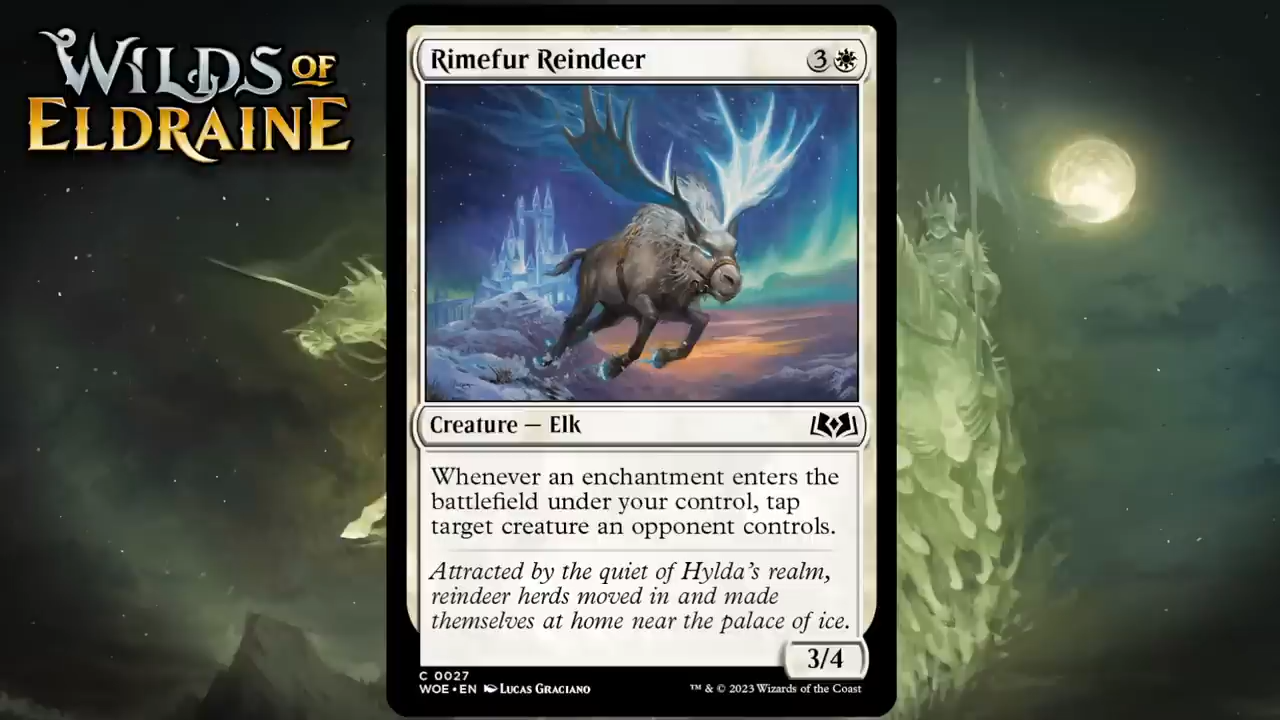 WILDS OF
ELDRAINE
Rimefur Reindeer
3
Creature — Elk
Whenever an enchantment enters the
battlefield under your control, tap
target creature an opponent controls.
Attracted by the quiet of Hylda's realm,
reindeer herds moved in and made
themselves at home near the palace of ice.
3/4
C 0027
WOE • EN LUCAS GRACIANO
™ & © 2023 Wizards of the Coast